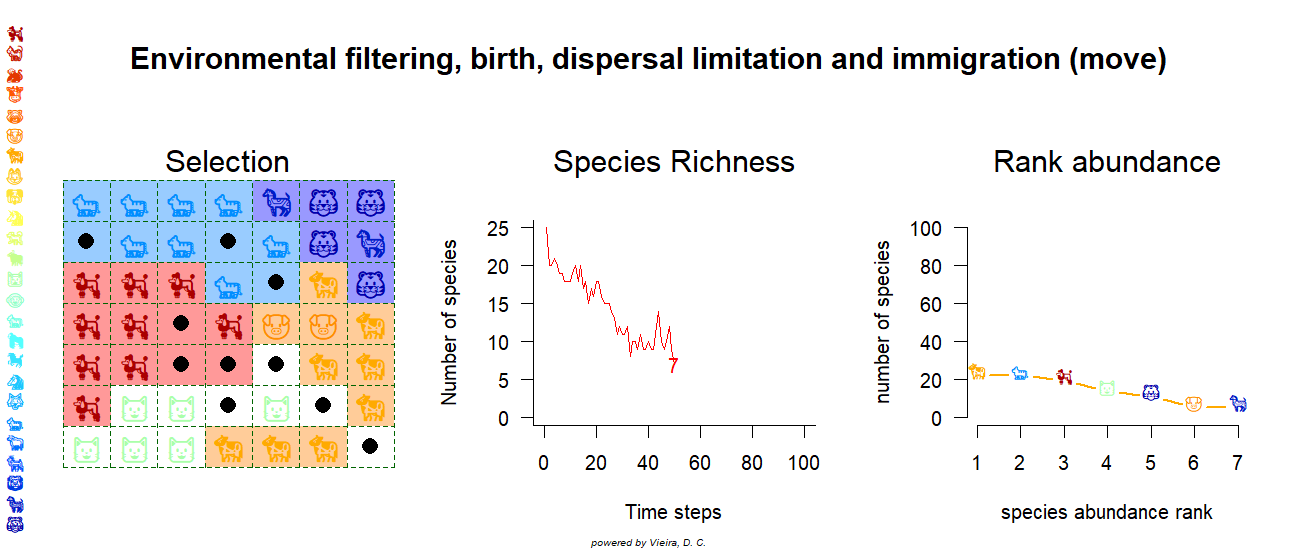 Environmental filtering, birth, dispersal limitation and immigration (move)
Selection
Species Richness
Rank abundance
Number of species
25
20
15
10
5
0
7
0 20 40 60 80 100
Time steps
number of species
100
80
60
40
20
0
1 2 3 4 5 6 7
species abundance rank
powered by Vieira, D. C.